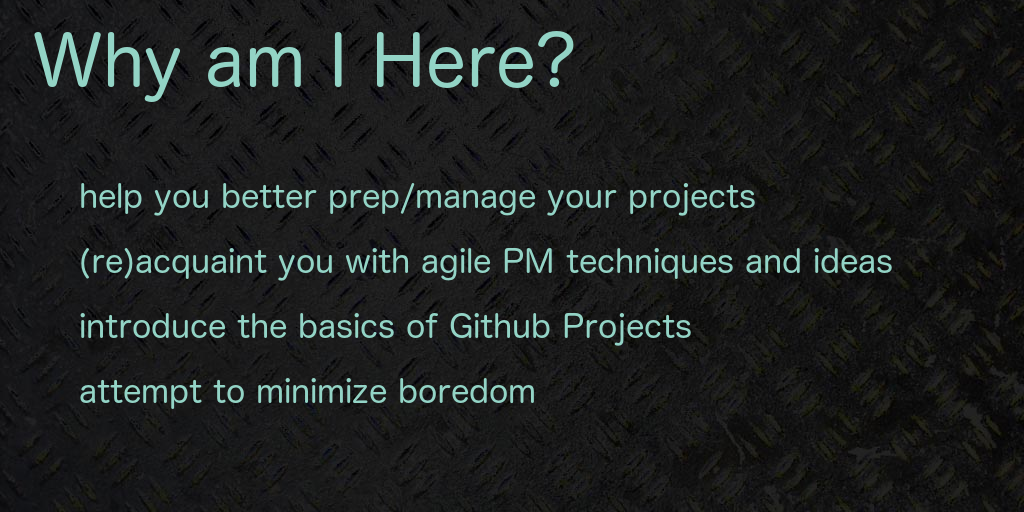 Why am I Here?
help you better prep/manage your projects
(re)acquaint you with agile PM techniques and ideas
introduce the basics of Github Projects
attempt to minimize boredom